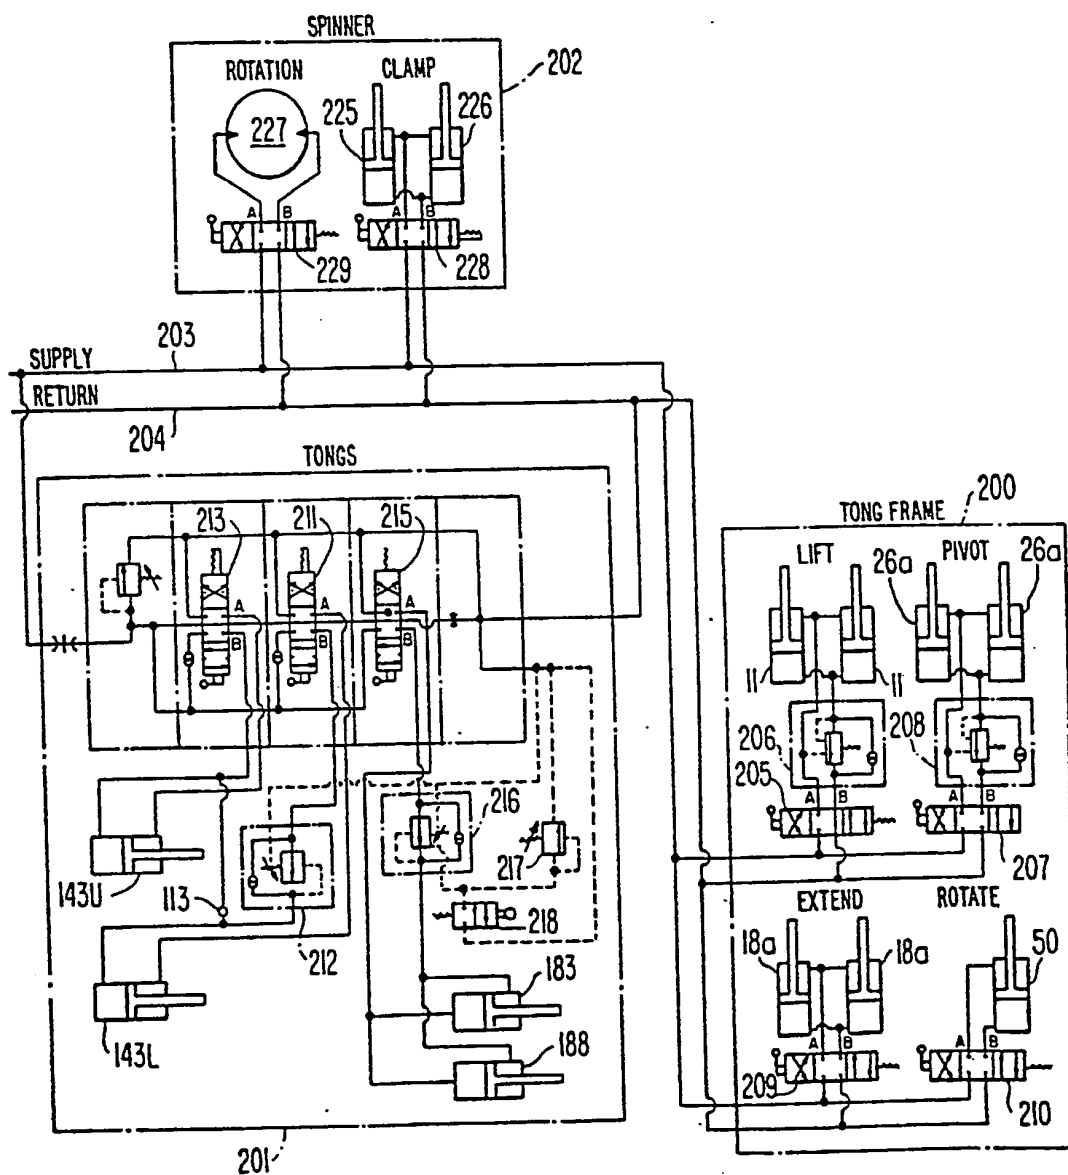 SPINNER
202
ROTATION
CLAMP
225
226
227
A
B
A
B
229
228
203
SUPPLY
RETURN
204
TONGS
213
211
215
A
B
A
B
A
B
143U
113
212
216
217
218
143L
183
188
201
200
TONG FRAME
LIFT
PIVOT
26a
26a
11
11
206
208
205
A
B
A
B
207
EXTEND
ROTATE
18a
18a
50
A
B
A
B
209
210